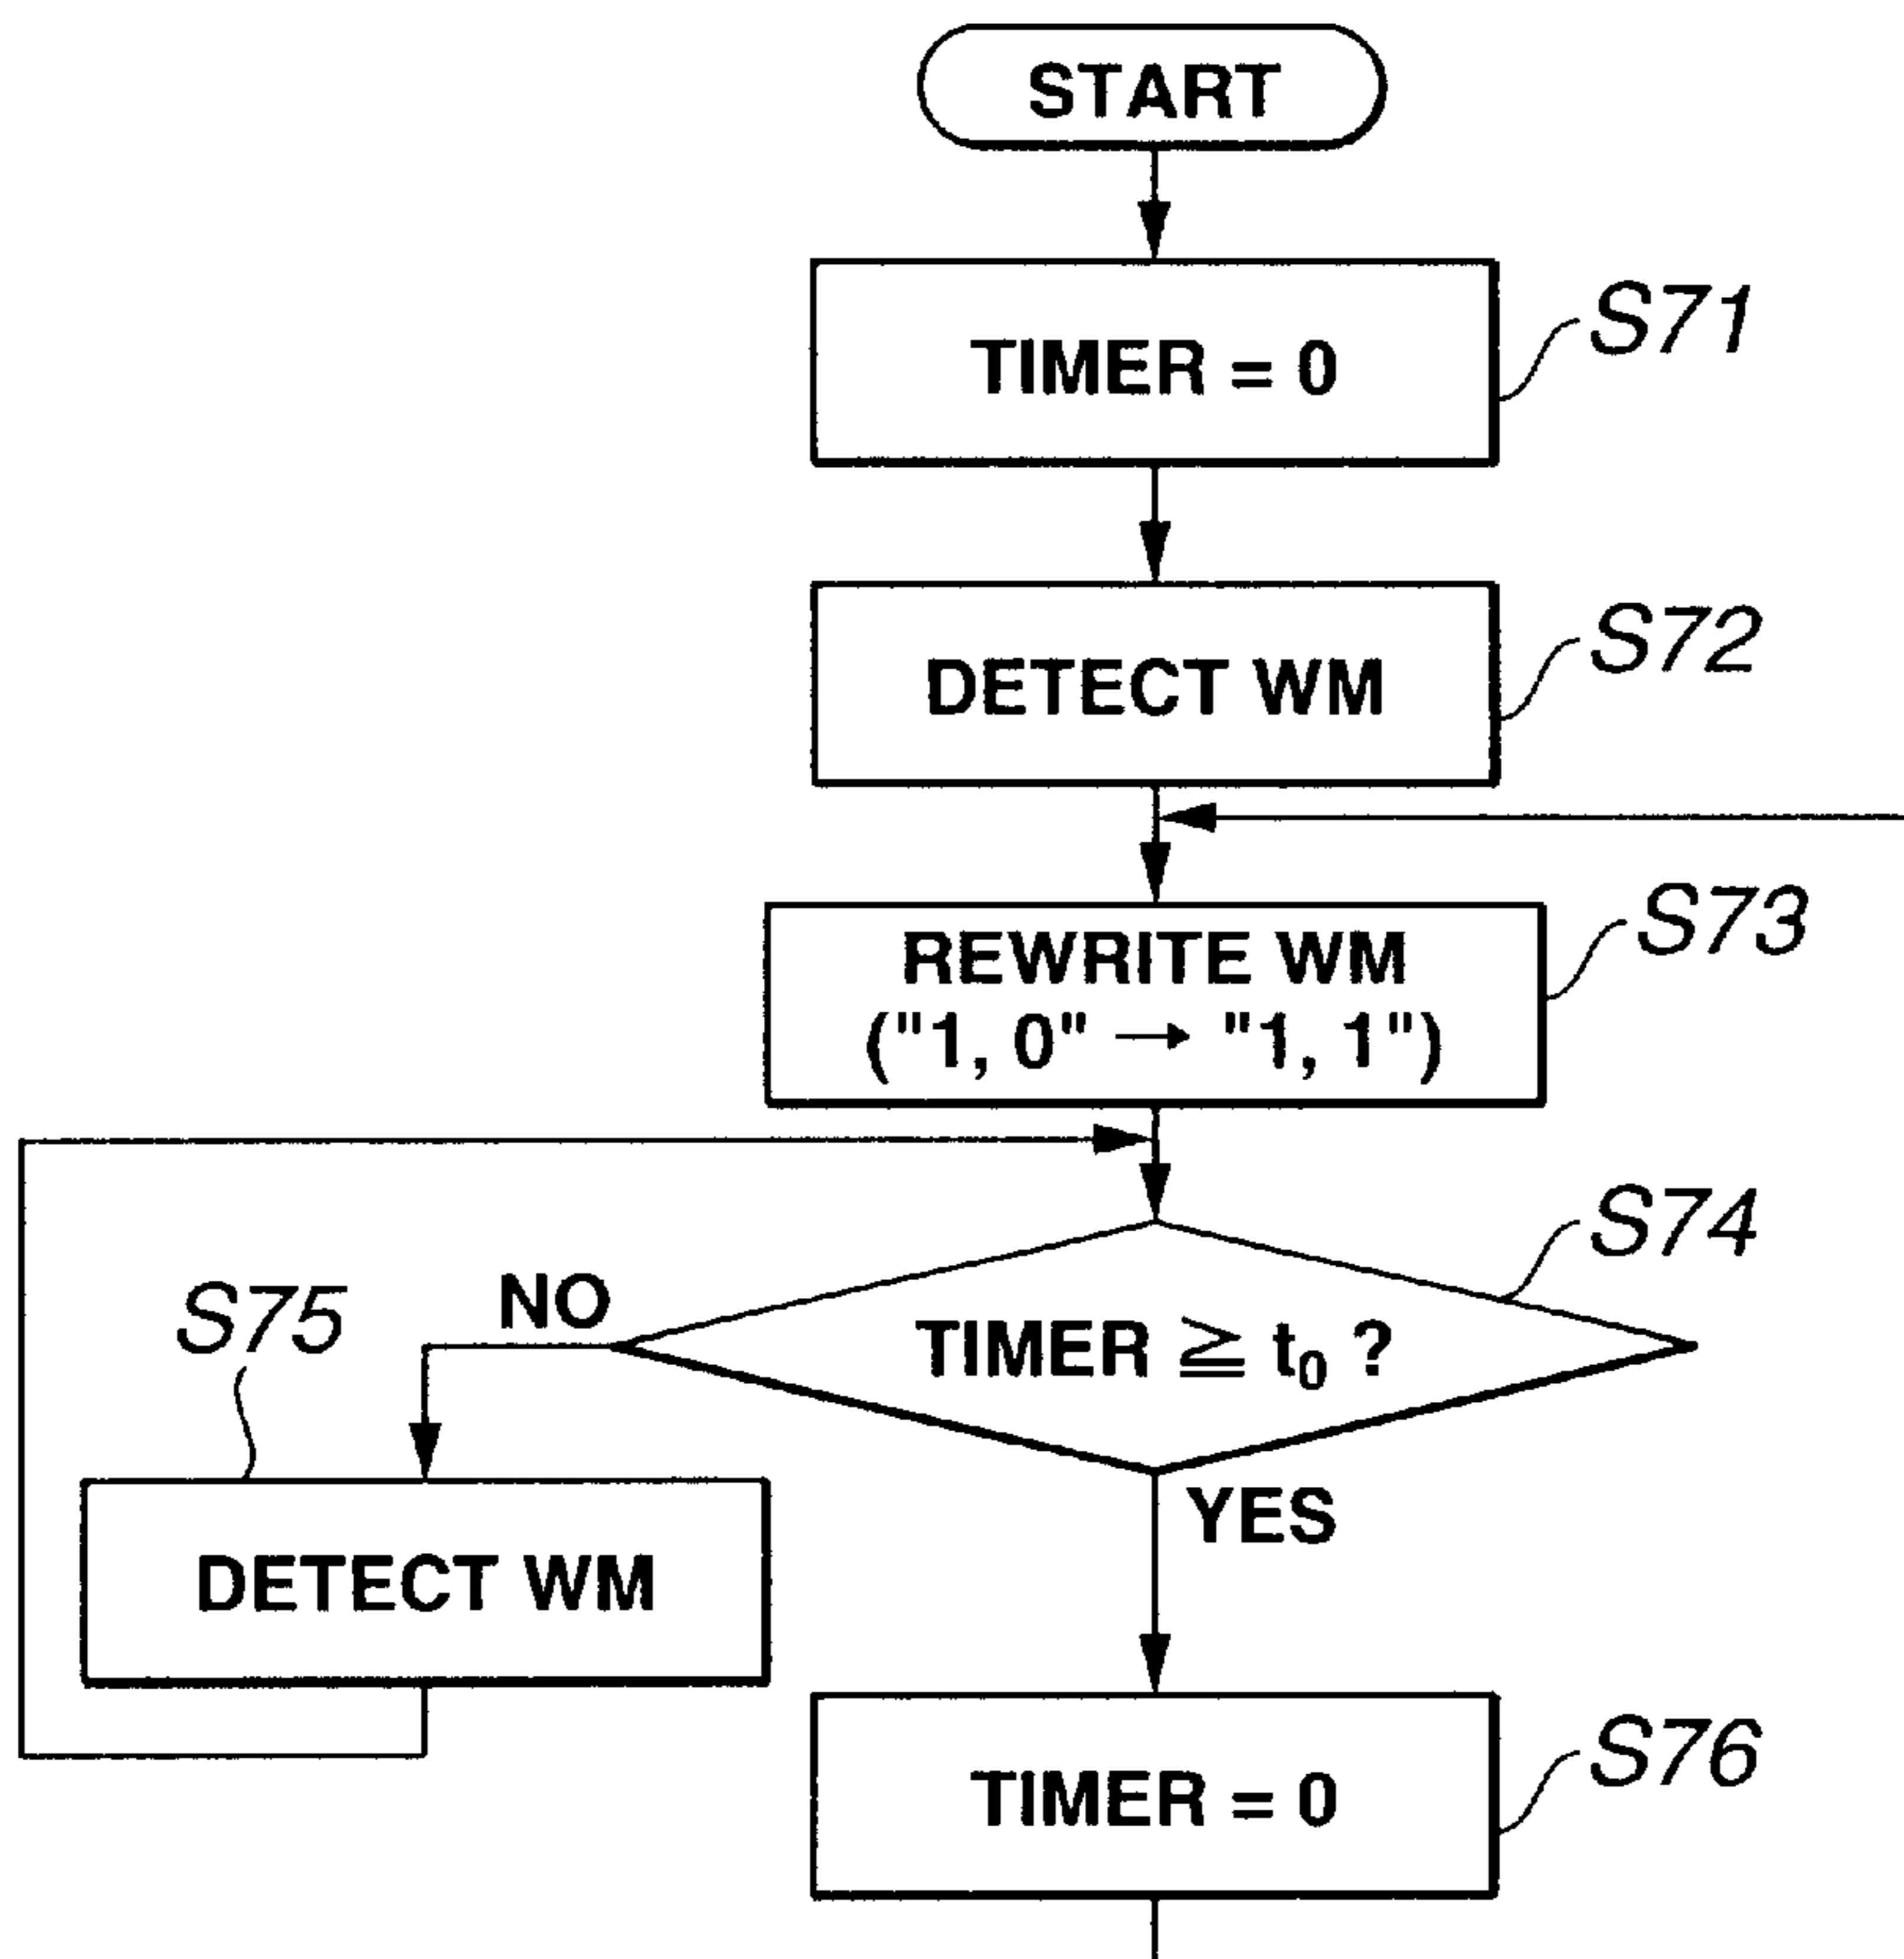 START
TIMER = 0
S71
DETECT WM
S72
REWRITE WM
("1, 0" → "1, 1")
S73
TIMER ≧ t₀ ?
S74
NO
S75
YES
DETECT WM
TIMER = 0
S76